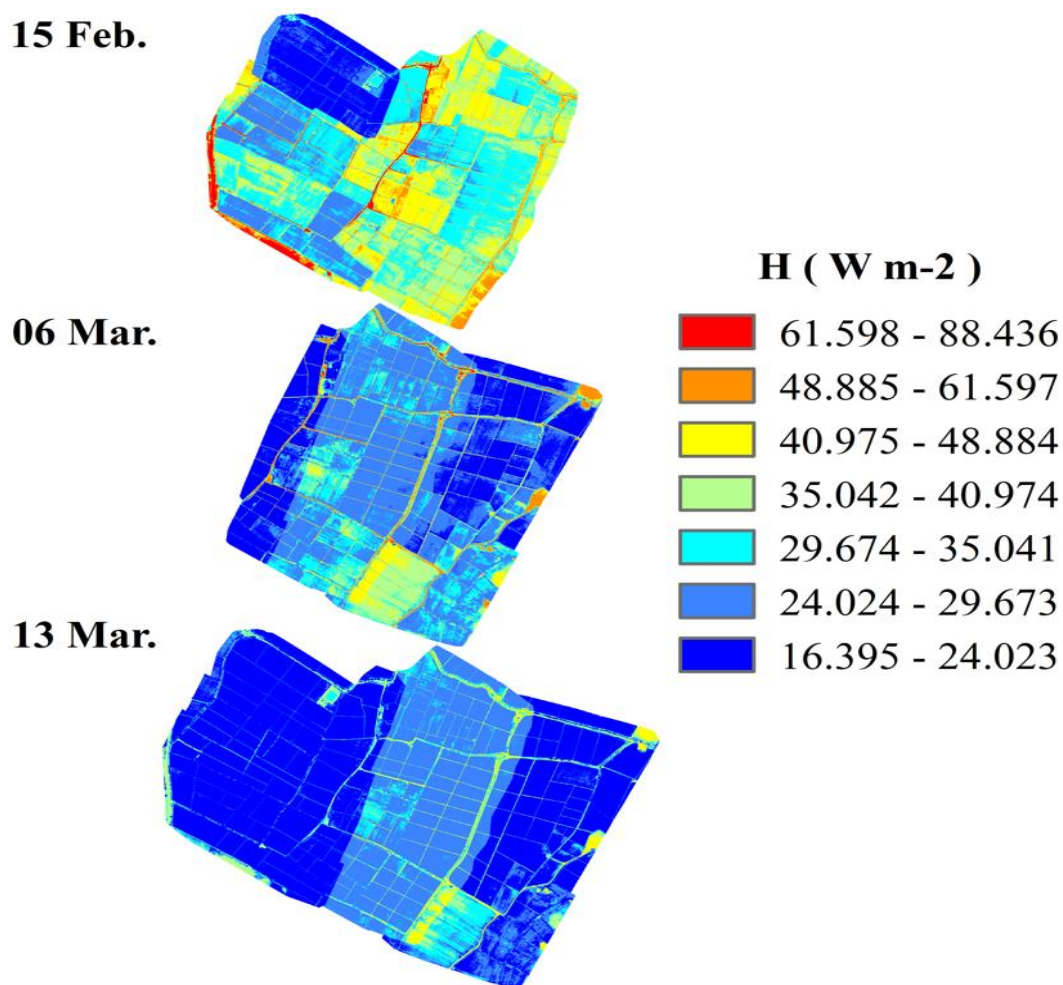 15 Feb.
06 Mar.
13 Mar.
H ( W m-2 )
61.598 - 88.436
48.885 - 61.597
40.975 - 48.884
35.042 - 40.974
29.674 - 35.041
24.024 - 29.673
16.395 - 24.023